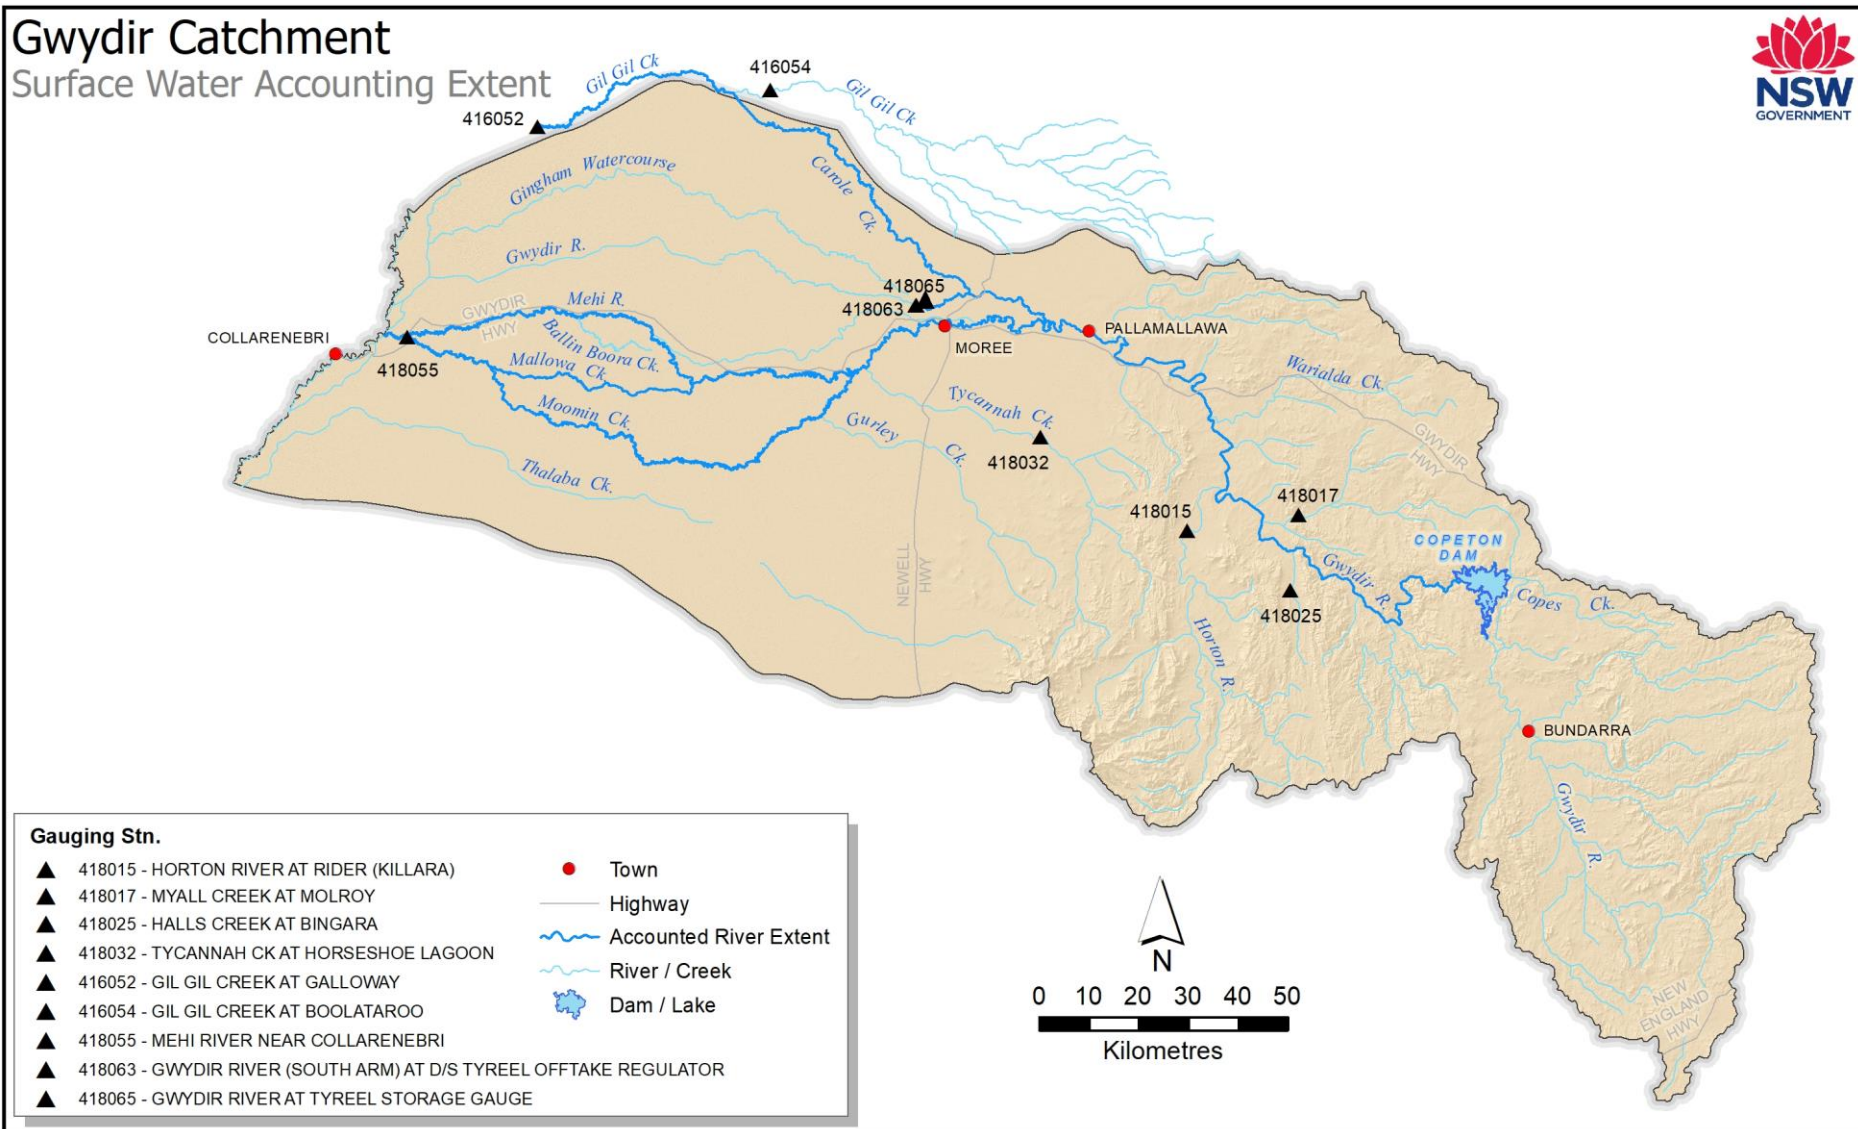 Gwydir Catchment
Surface Water Accounting Extent
NSW
GOVERNMENT
Gil Gil Ck
416054
Gil Gil Ck
416052
Gingham Watercourse
Carole Ck.
Gwydir R.
418065
418063
Mehi R.
GWYDIR
HWY
COLLARENEBRI
418055
Ballin Boora Ck.
Mallowa Ck
Moomin Ck.
MOREE
PALLAMALLAWA
Warialda Ck.
Tycannah Ck.
Gurley Ck.
418032
GWYDIR
HWY
Thalaba Ck.
418015
418017
NEWELL
HWY
COPETON
DAM
Gwydir R.
418025
Copes Ck.
Horton R.
BUNDARRA
Gwydir R.
NEW
ENGLAND
HWY
Gauging Stn.
418015 - HORTON RIVER AT RIDER (KILLARA)
418017 - MYALL CREEK AT MOLROY
418025 - HALLS CREEK AT BINGARA
418032 - TYCANNAH CK AT HORSESHOE LAGOON
416052 - GIL GIL CREEK AT GALLOWAY
416054 - GIL GIL CREEK AT BOOLATAROO
418055 - MEHI RIVER NEAR COLLARENEBRI
418063 - GWYDIR RIVER (SOUTH ARM) AT D/S TYREEL OFFTAKE REGULATOR
418065 - GWYDIR RIVER AT TYREEL STORAGE GAUGE
Town
Highway
Accounted River Extent
River / Creek
Dam / Lake
N
0 10 20 30 40 50
Kilometres